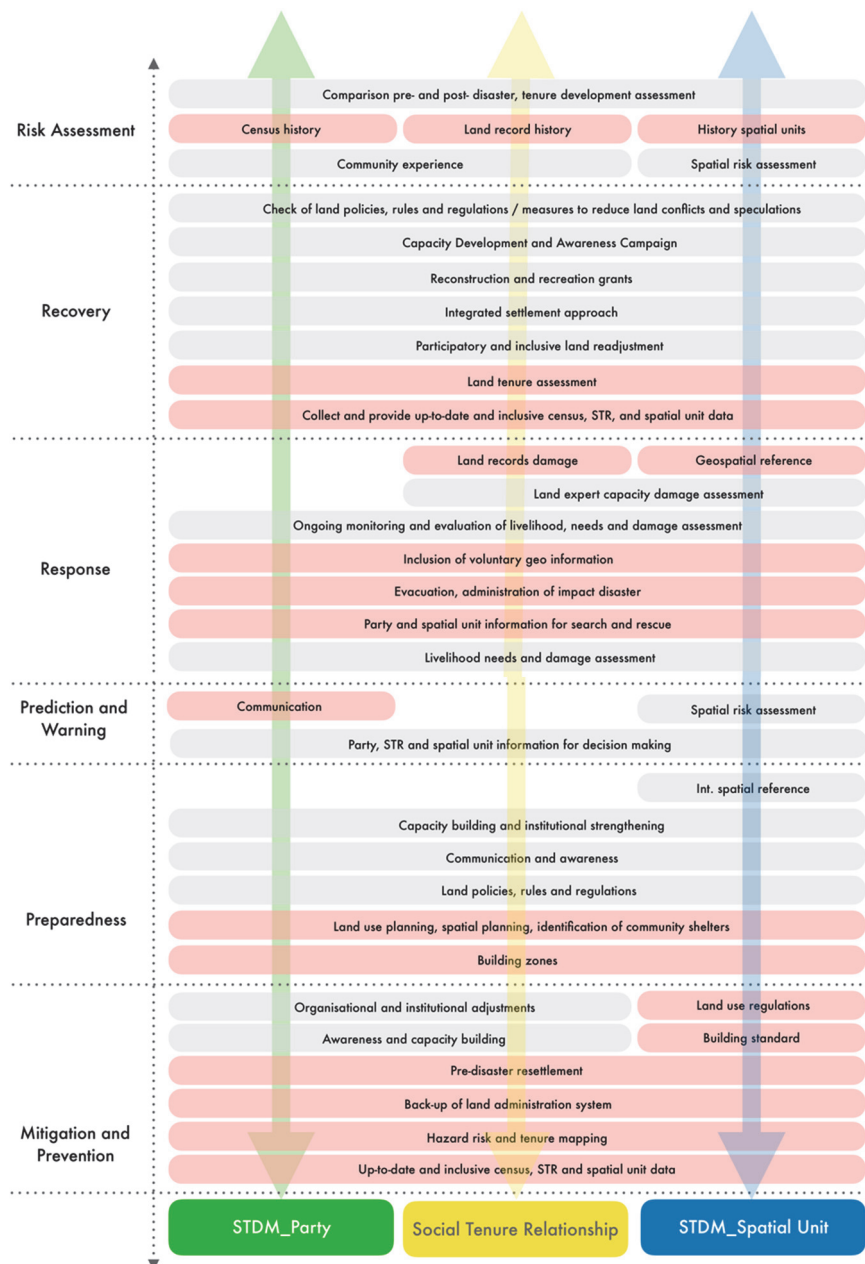 Risk Assessment
Comparison pre- and post- disaster, tenure development assessment
Census history
Land record history
History spatial units
Community experience
Spatial risk assessment
Recovery
Check of land policies, rules and regulations / measures to reduce land conflicts and speculations
Capacity Development and Awareness Campaign
Reconstruction and recreation grants
Integrated settlement approach
Participatory and inclusive land readjustment
Land tenure assessment
Collect and provide up-to-date and inclusive census, STR, and spatial unit data
Response
Land records damage
Geospatial reference
Land expert capacity damage assessment
Ongoing monitoring and evaluation of livelihood, needs and damage assessment
Inclusion of voluntary geo information
Evacuation, administration of impact disaster
Party and spatial unit information for search and rescue
Livelihood needs and damage assessment
Prediction and
Warning
Communication
Spatial risk assessment
Party, STR and spatial unit information for decision making
Preparedness
Int. spatial reference
Capacity building and institutional strengthening
Communication and awareness
Land policies, rules and regulations
Land use planning, spatial planning, identification of community shelters
Building zones
Mitigation and
Prevention
Organisational and institutional adjustments
Land use regulations
Awareness and capacity building
Building standard
Pre-disaster resettlement
Back-up of land administration system
Hazard risk and tenure mapping
Up-to-date and inclusive census, STR and spatial unit data
STDM_Party
Social Tenure Relationship
STDM_Spatial Unit